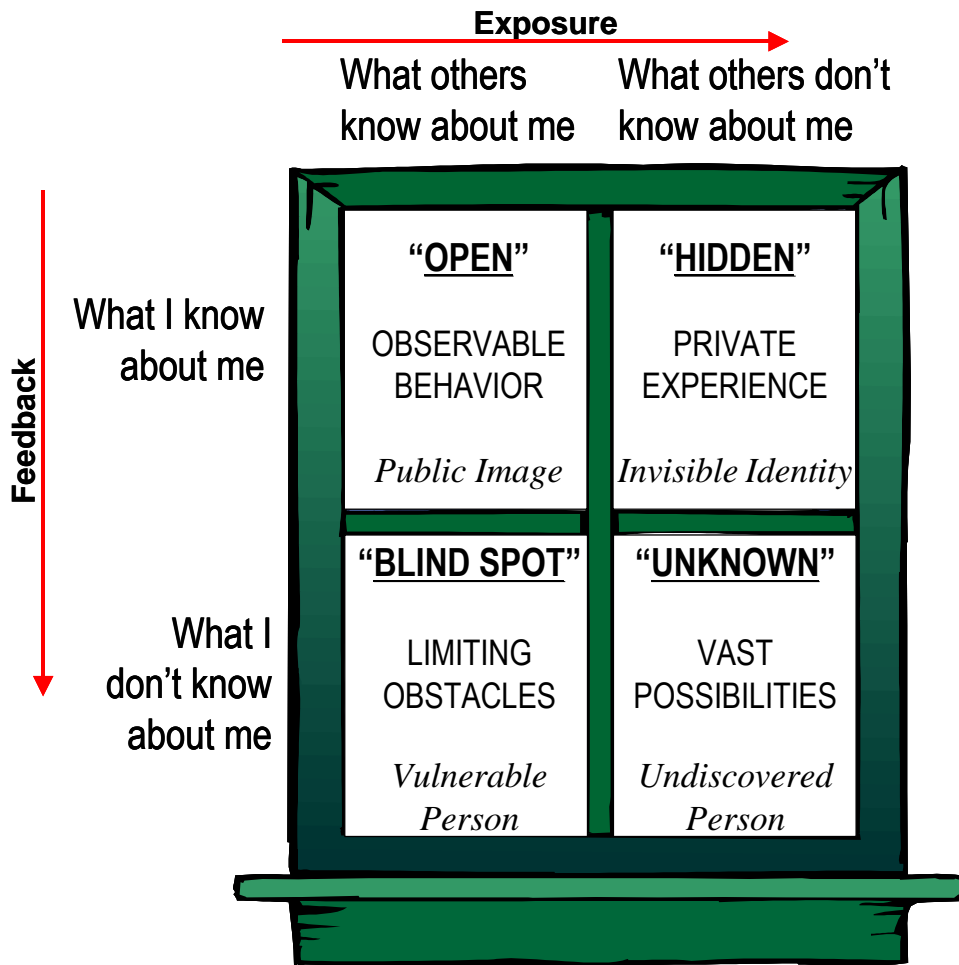 Exposure
What others
know about me
What others don't
know about me
Feedback
What I know
about me
“OPEN”
OBSERVABLE
BEHAVIOR
Public Image
“HIDDEN”
PRIVATE
EXPERIENCE
Invisible Identity
What I
don't know
about me
“BLIND SPOT”
LIMITING
OBSTACLES
Vulnerable
Person
“UNKNOWN”
VAST
POSSIBILITIES
Undiscovered
Person